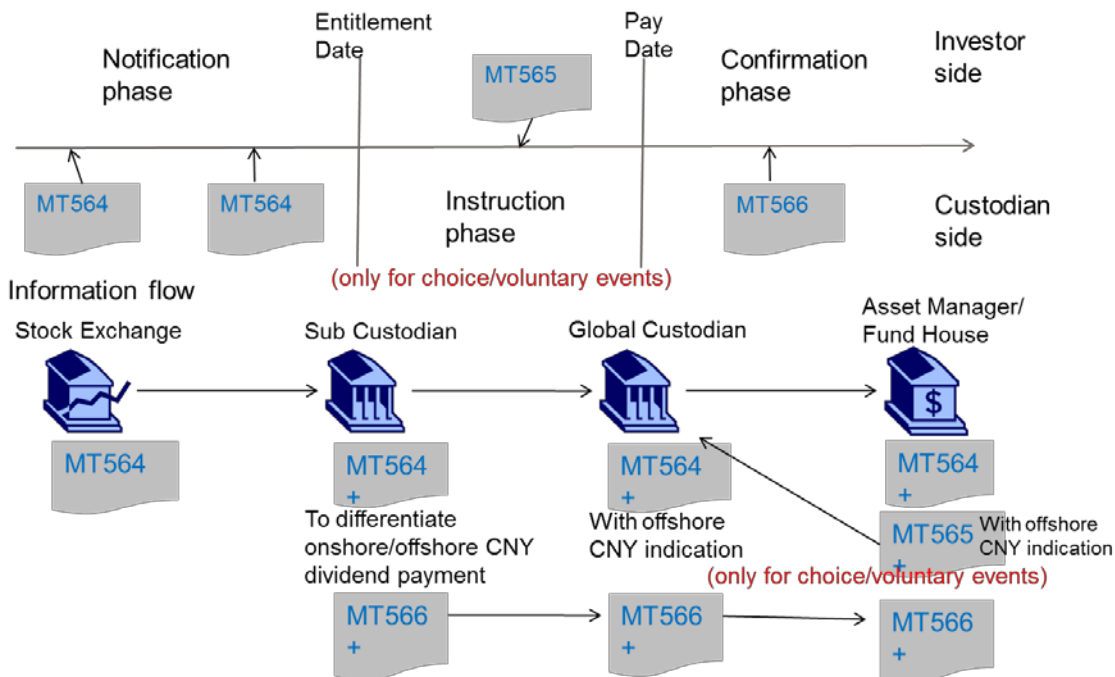 Entitlement
Date
Pay
Date
Notification
phase
MT565
Confirmation
phase
Investor
side
MT564
MT564
Instruction
phase
MT566
Custodian
side
(only for choice/voluntary events)
Information flow
Stock Exchange
Sub Custodian
Global Custodian
Asset Manager/
Fund House
$
MT564
MT564
+
MT564
+
MT564
+
To differentiate
onshore/offshore CNY
dividend payment
With offshore
CNY indication
MT565
+
With offshore
CNY indication
(only for choice/voluntary events)
MT566
+
MT566
+
MT566
+